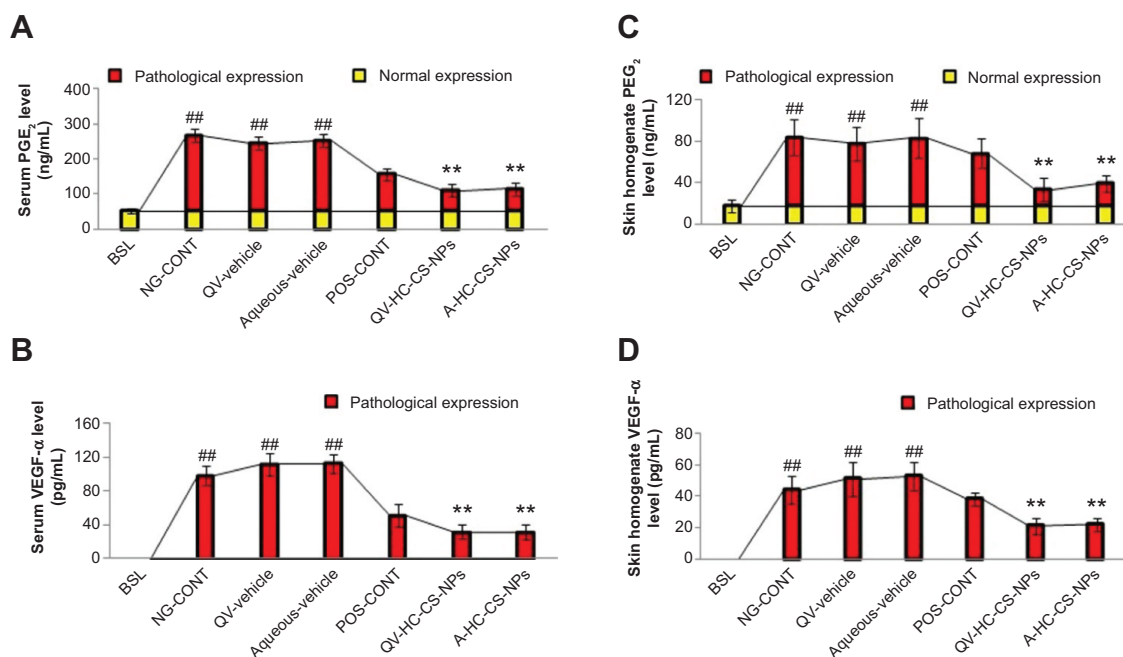 A
Pathological expression
Normal expression
Serum PGE2 level
(ng/mL)
400
300
200
100
0
##
##
##
**
**
BSL
NG-CONT
QV-vehicle
Aqueous-vehicle
POS-CONT
QV-HC-CS-NPs
A-HC-CS-NPs
B
Pathological expression
Serum VEGF-α level
(pg/mL)
160
120
80
40
0
##
##
##
**
**
BSL
NG-CONT
QV-vehicle
Aqueous-vehicle
POS-CONT
QV-HC-CS-NPs
A-HC-CS-NPs
C
Pathological expression
Normal expression
Skin homogenate PEG2
level (ng/mL)
120
80
40
0
##
##
##
**
**
BSL
NG-CONT
QV-vehicle
Aqueous-vehicle
POS-CONT
QV-HC-CS-NPs
A-HC-CS-NPs
D
Pathological expression
Skin homogenate VEGF-α
level (pg/mL)
80
60
40
20
0
##
##
##
**
**
BSL
NG-CONT
QV-vehicle
Aqueous-vehicle
POS-CONT
QV-HC-CS-NPs
A-HC-CS-NPs